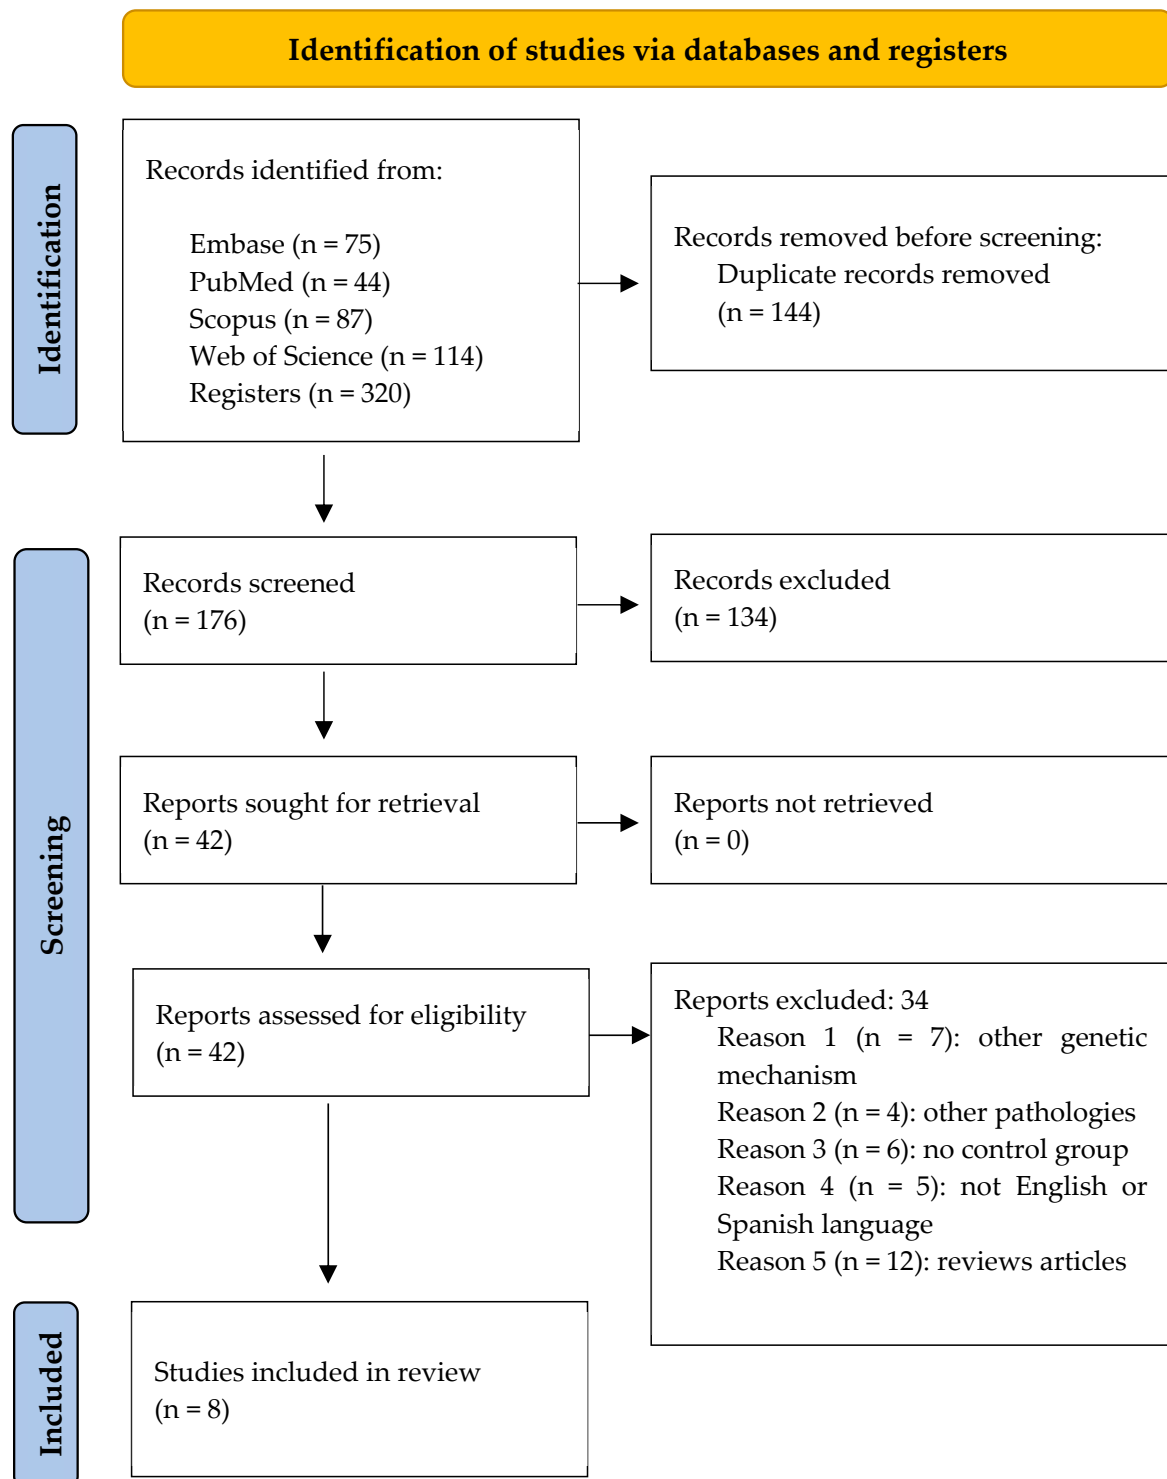 Identification of studies via databases and registers
Identification
Records identified from:
Embase (n = 75)
PubMed (n = 44)
Scopus (n = 87)
Web of Science (n = 114)
Registers (n = 320)
Records removed before screening:
Duplicate records removed
(n = 144)
Screening
Records screened
(n = 176)
Records excluded
(n = 134)
Reports sought for retrieval
(n = 42)
Reports not retrieved
(n = 0)
Reports assessed for eligibility
(n = 42)
Reports excluded: 34
Reason 1 (n = 7): other genetic
mechanism
Reason 2 (n = 4): other pathologies
Reason 3 (n = 6): no control group
Reason 4 (n = 5): not English or
Spanish language
Reason 5 (n = 12): reviews articles
Included
Studies included in review
(n = 8)